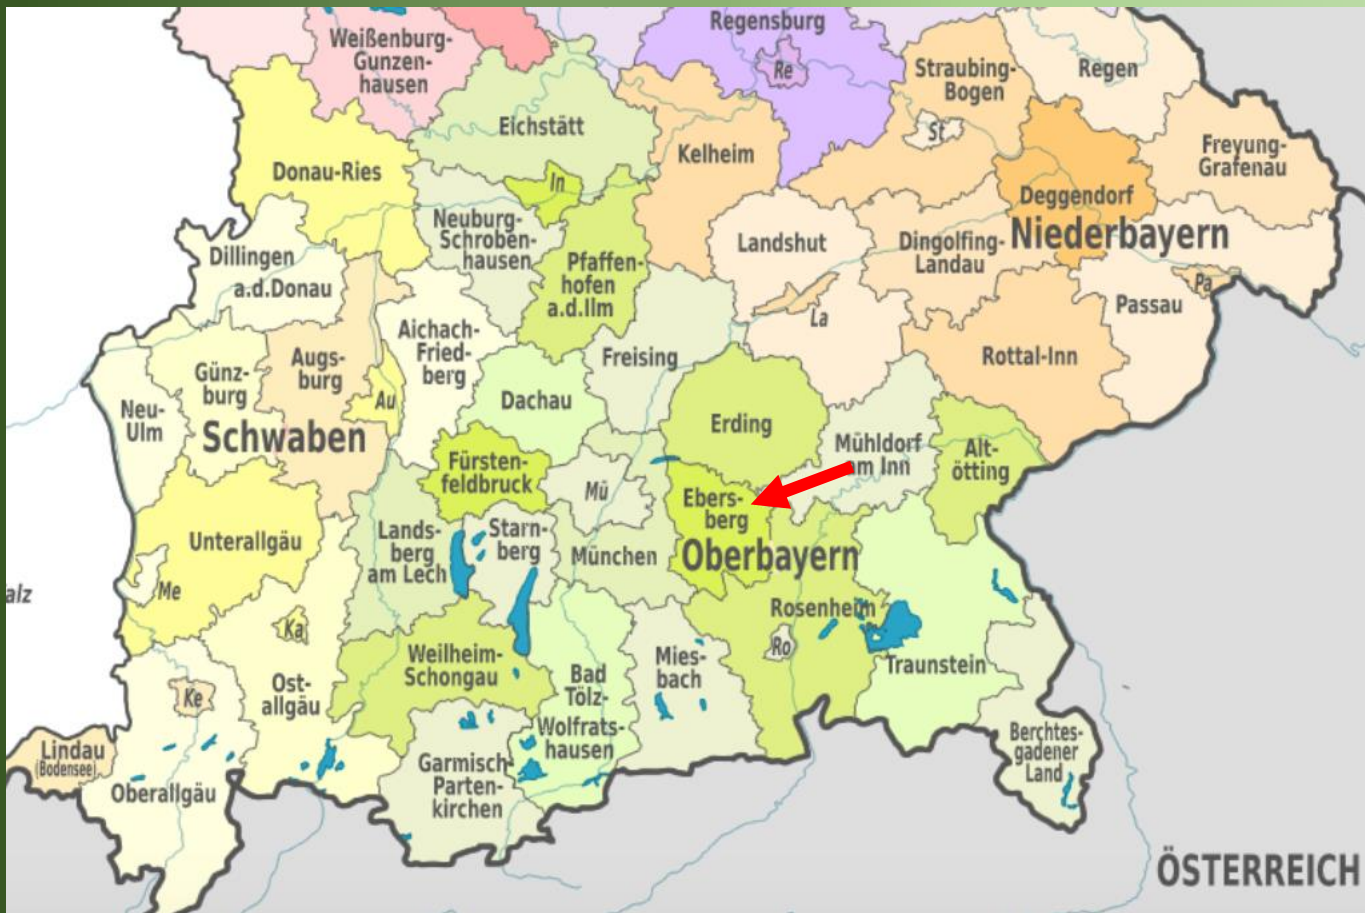 Regensburg
Weißenburg-
Gunzen-
hausen
Re
Straubing-
Bogen
Regen
Eichstätt
St
Kelheim
Freyung-
Grafenau
Donau-Ries
In
Deggendorf
Neuburg-
Schroben-
hausen
Niederbayern
Dillingen
a.d.Donau
Pfaffen-
hofen
a.d.Ilm
Landshut
Dingolfing-
Landau
Pa
Passau
La
Aichach-
Fried-
berg
Augs-
burg
Freising
Rottal-Inn
Günz-
burg
Neu-
Ulm
Au
Dachau
Erding
Schwaben
Mühldorf
am Inn
Alt-
ötting
Fürsten-
feldbruck
Mü
Ebers-
berg
Unterallgäu
Lands-
berg
am Lech
Starn-
berg
München
Oberbayern
alz
Me
Rosenheim
Ka
Ro
Weilheim-
Schongau
Bad
Tölz-
Wolfrats-
hausen
Mies-
bach
Traunstein
Ost-
allgäu
Ke
Lindau
(Bodensee)
Oberallgäu
Garmisch
Parten-
kirchen
Berchtes-
gadener
Land
ÖSTERREICH